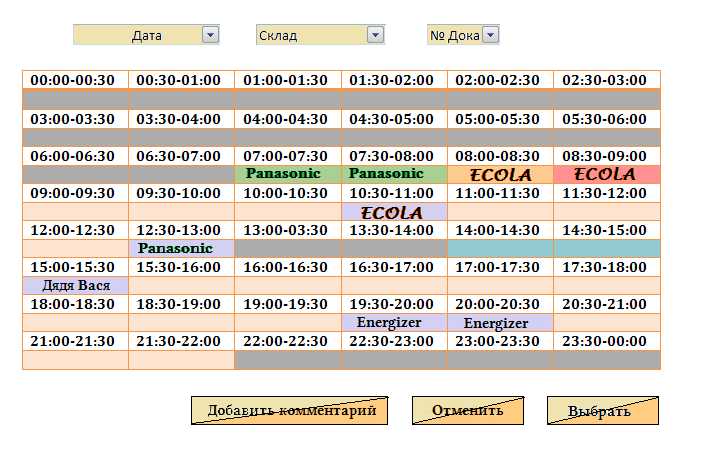 Дата Склад № Дока
00:00-00:30 00:30-01:00 01:00-01:30 01:30-02:00 02:00-02:30 02:30-03:00
03:00-03:30 03:30-04:00 04:00-04:30 04:30-05:00 05:00-05:30 05:30-06:00
06:00-06:30 06:30-07:00 07:00-07:30 07:30-08:00 08:00-08:30 08:30-09:00
Panasonic Panasonic ECOLA ECOLA
09:00-09:30 09:30-10:00 10:00-10:30 10:30-11:00 11:00-11:30 11:30-12:00
ECOLA
12:00-12:30 12:30-13:00 13:00-03:30 13:30-14:00 14:00-14:30 14:30-15:00
Panasonic
15:00-15:30 15:30-16:00 16:00-16:30 16:30-17:00 17:00-17:30 17:30-18:00
Дядя Вася
18:00-18:30 18:30-19:00 19:00-19:30 19:30-20:00 20:00-20:30 20:30-21:00
Energizer Energizer
21:00-21:30 21:30-22:00 22:00-22:30 22:30-23:00 23:00-23:30 23:30-00:00
Добавить комментарий Отменить Выбрать